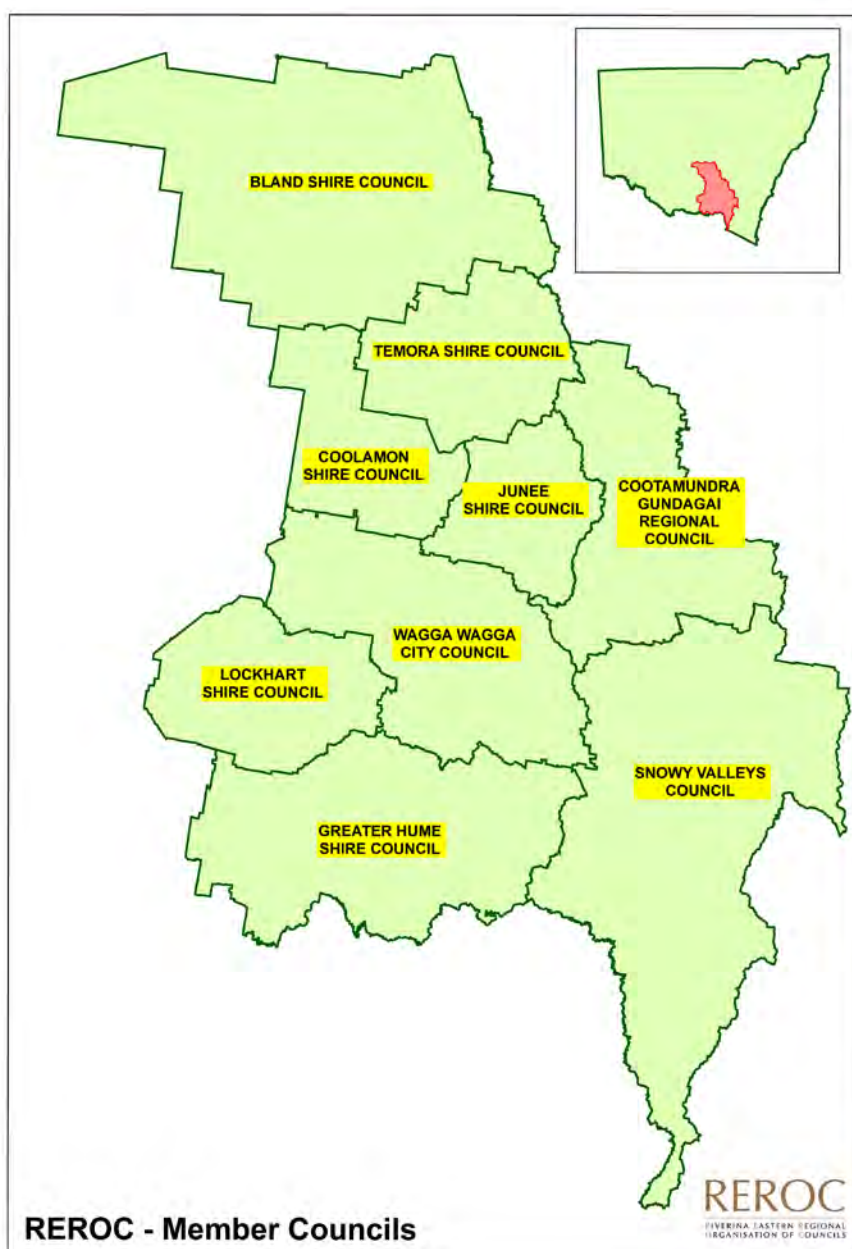 BLAND SHIRE COUNCIL
TEMORA SHIRE COUNCIL
COOLAMON
SHIRE COUNCIL
JUNEE
SHIRE COUNCIL
COOTAMUNDRA
GUNDAGAI
REGIONAL
COUNCIL
WAGGA WAGGA
CITY COUNCIL
LOCKHART
SHIRE COUNCIL
SNOWY VALLEYS
COUNCIL
GREATER HUME
SHIRE COUNCIL
REROC - Member Councils
REROC
RIVERINA EASTERN REGIONAL
ORGANISATION OF COUNCILS